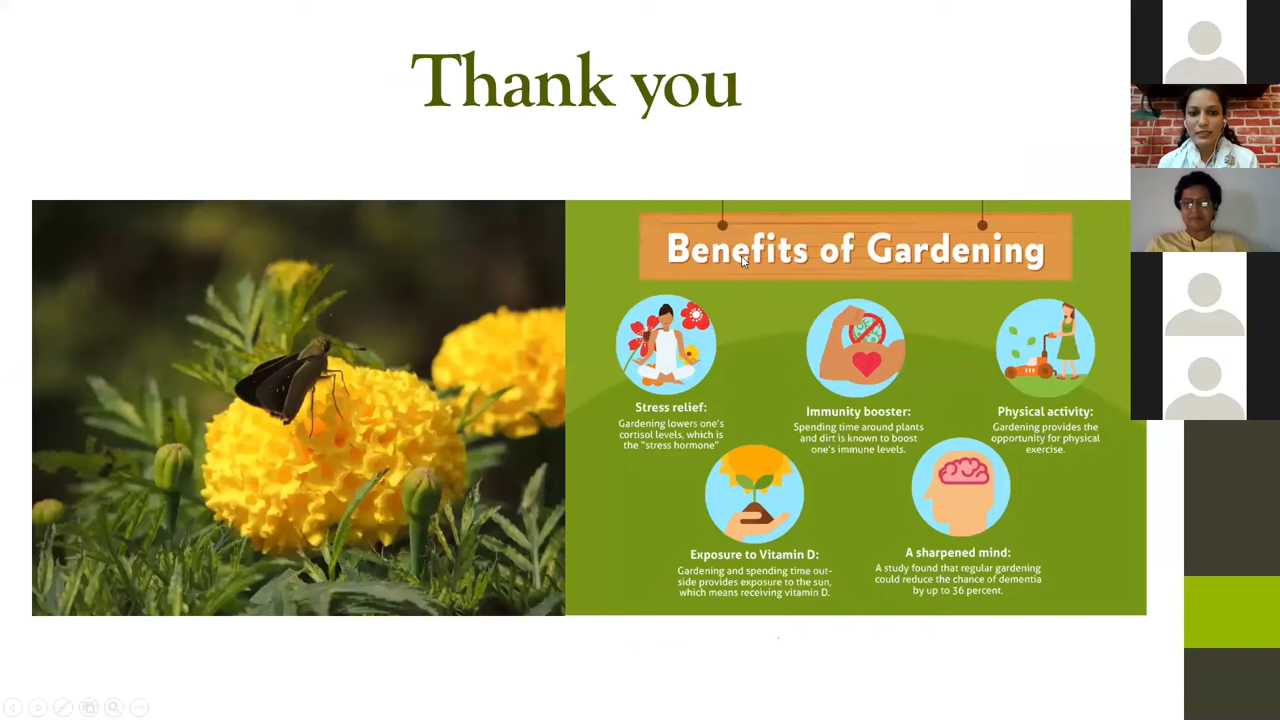 Thank you
Benefits of Gardening
Stress relief:
Gardening lowers one's
cortisol levels, which is
the "stress hormone"
Immunity booster:
Spending time around plants
and dirt is known to boost
one's immune levels.
Physical activity:
Gardening provides the
opportunity for physical
exercise.
Exposure to Vitamin D:
Gardening and spending time out-
side provides exposure to the sun,
which means receiving vitamin D.
A sharpened mind:
A study found that regular gardening
could reduce the chance of dementia
by up to 36 percent.